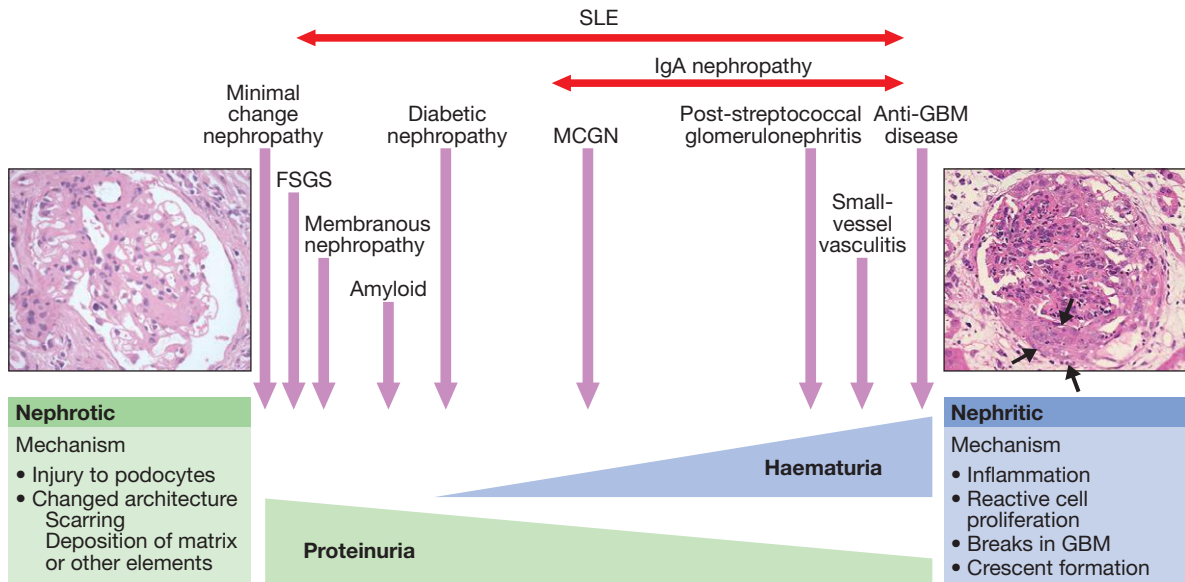 SLE
IgA nephropathy
Minimal
change
nephropathy
Diabetic
nephropathy
MCGN
Post-streptococcal
glomerulonephritis
Anti-GBM
disease
FSGS
Membranous
nephropathy
Small-
vessel
vasculitis
Amyloid
Nephrotic
Mechanism
• Injury to podocytes
• Changed architecture
Scarring
Deposition of matrix
or other elements
Haematuria
Proteinuria
Nephritic
Mechanism
• Inflammation
• Reactive cell
proliferation
• Breaks in GBM
• Crescent formation